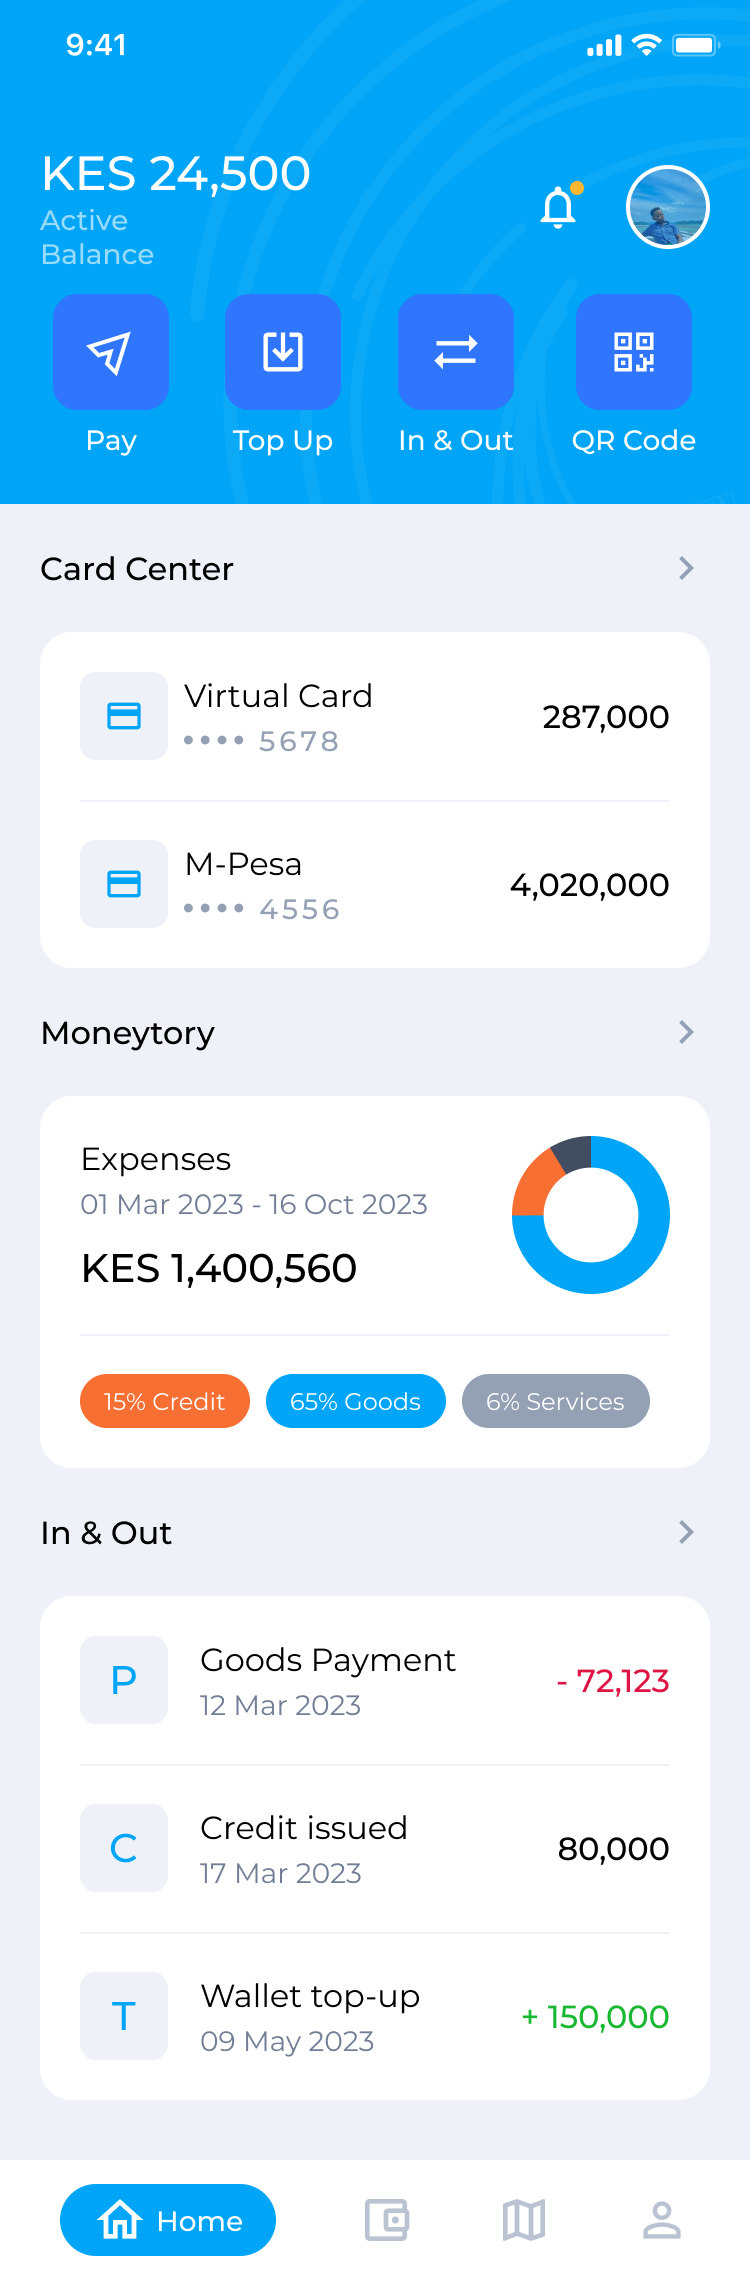 9:41
KES 24,500
Active
Balance
Pay
Top Up
In & Out
QR Code
Card Center
Virtual Card
•••• 5678
287,000
M-Pesa
•••• 4556
4,020,000
Moneytory
Expenses
01 Mar 2023 - 16 Oct 2023
KES 1,400,560
15% Credit
65% Goods
6% Services
In & Out
P
Goods Payment
12 Mar 2023
- 72,123
C
Credit issued
17 Mar 2023
80,000
T
Wallet top-up
09 May 2023
+ 150,000
Home